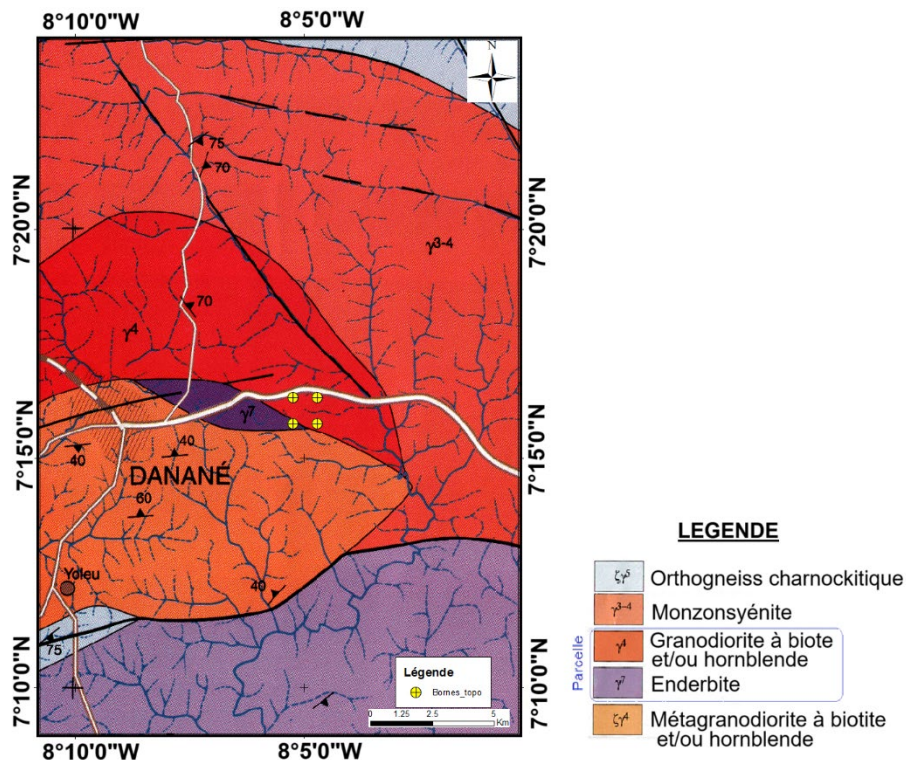 8°10'0"W 8°5'0"W
N
75
70
7°20'0"N 7°20'0"N
γ3-4
70
γ4
γ7
7°15'0"N 7°15'0"N
40 40
DANANÉ
60
Yoleu
40
75
7°10'0"N 7°10'0"N
Légende
Bornes_topo
0 1.25 2.5 5
Km
8°10'0"W 8°5'0"W
LEGENDE
ζγ5 Orthogneiss charnockitique
γ3-4 Monzonsyénite
Parcelle
γ4 Granodiorite à biote
et/ou hornblende
γ7 Enderbite
ζγ4 Métagranodiorite à biotite
et/ou hornblende